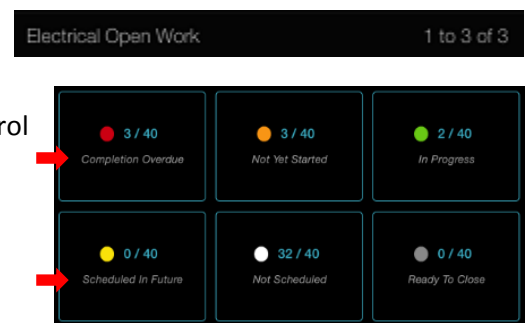 Electrical Open Work 1 to 3 of 3
rol
3 / 40 3 / 40 2 / 40
Completion Overdue Not Yet Started In Progress
0 / 40 32 / 40 0 / 40
Scheduled In Future Not Scheduled Ready To Close